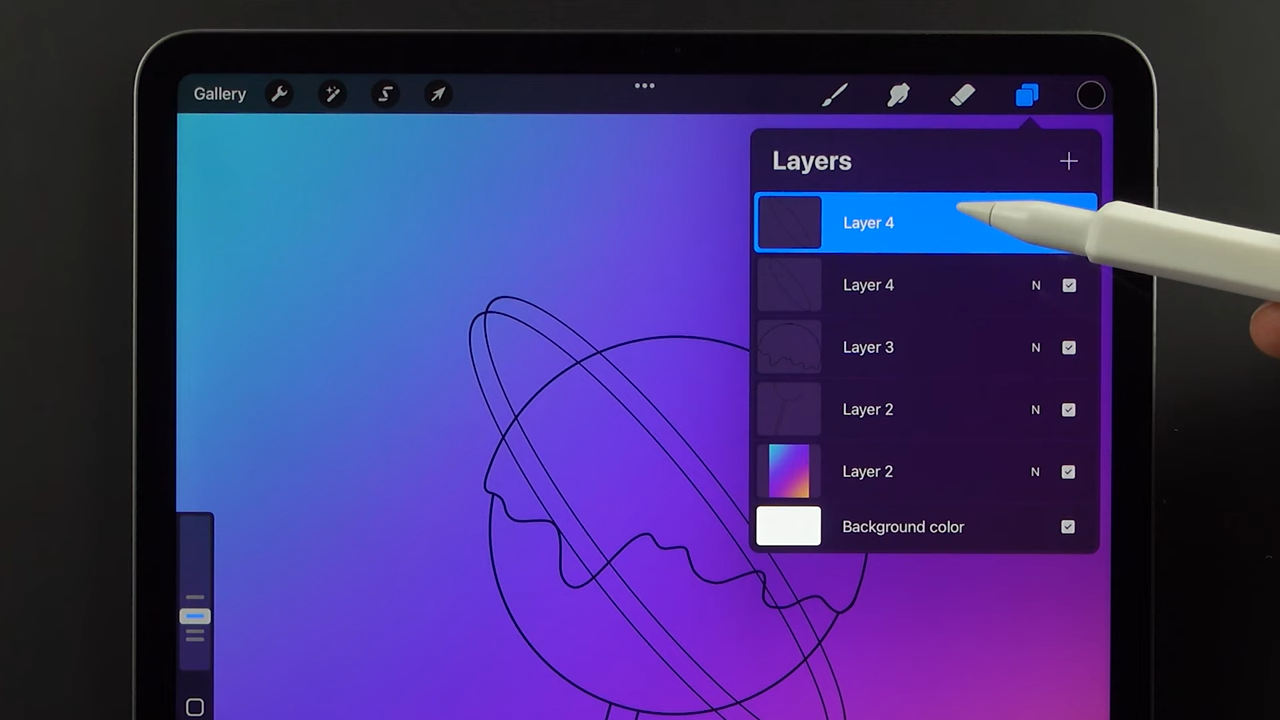 Gallery
Layers
Layer 4
Layer 4 N
Layer 3 N
Layer 2 N
Layer 2 N
Background color